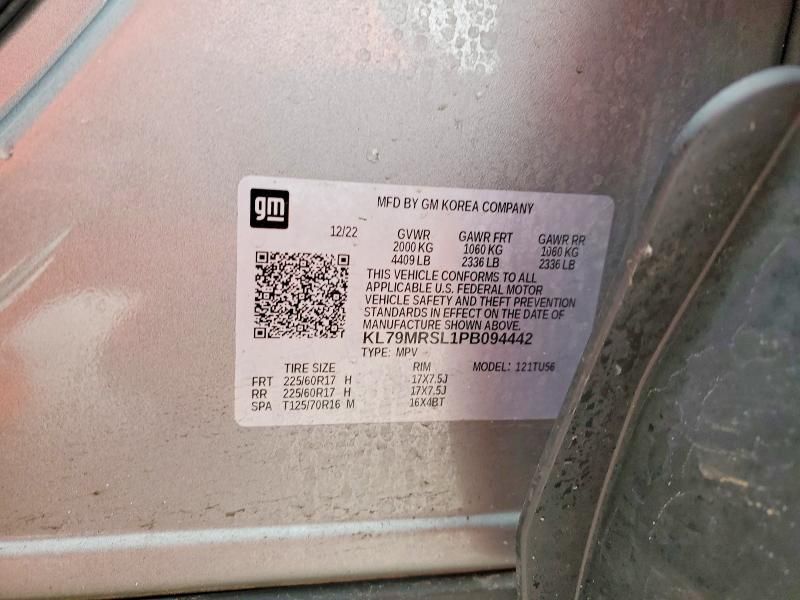 gm
MFD BY GM KOREA COMPANY
12/22 GVWR GAWR FRT GAWR RR
2000 KG 1060 KG 1060 KG
4409 LB 2336 LB 2336 LB
THIS VEHICLE CONFORMS TO ALL
APPLICABLE U.S. FEDERAL MOTOR
VEHICLE SAFETY AND THEFT PREVENTION
STANDARDS IN EFFECT ON THE DATE OF
MANUFACTURE SHOWN ABOVE.
KL79MRSL1PB094442
TYPE: MPV
TIRE SIZE RIM MODEL: 121TU56
FRT 225/60R17 H 17X7.5J
RR 225/60R17 H 17X7.5J
SPA T125/70R16 M 16X4BT